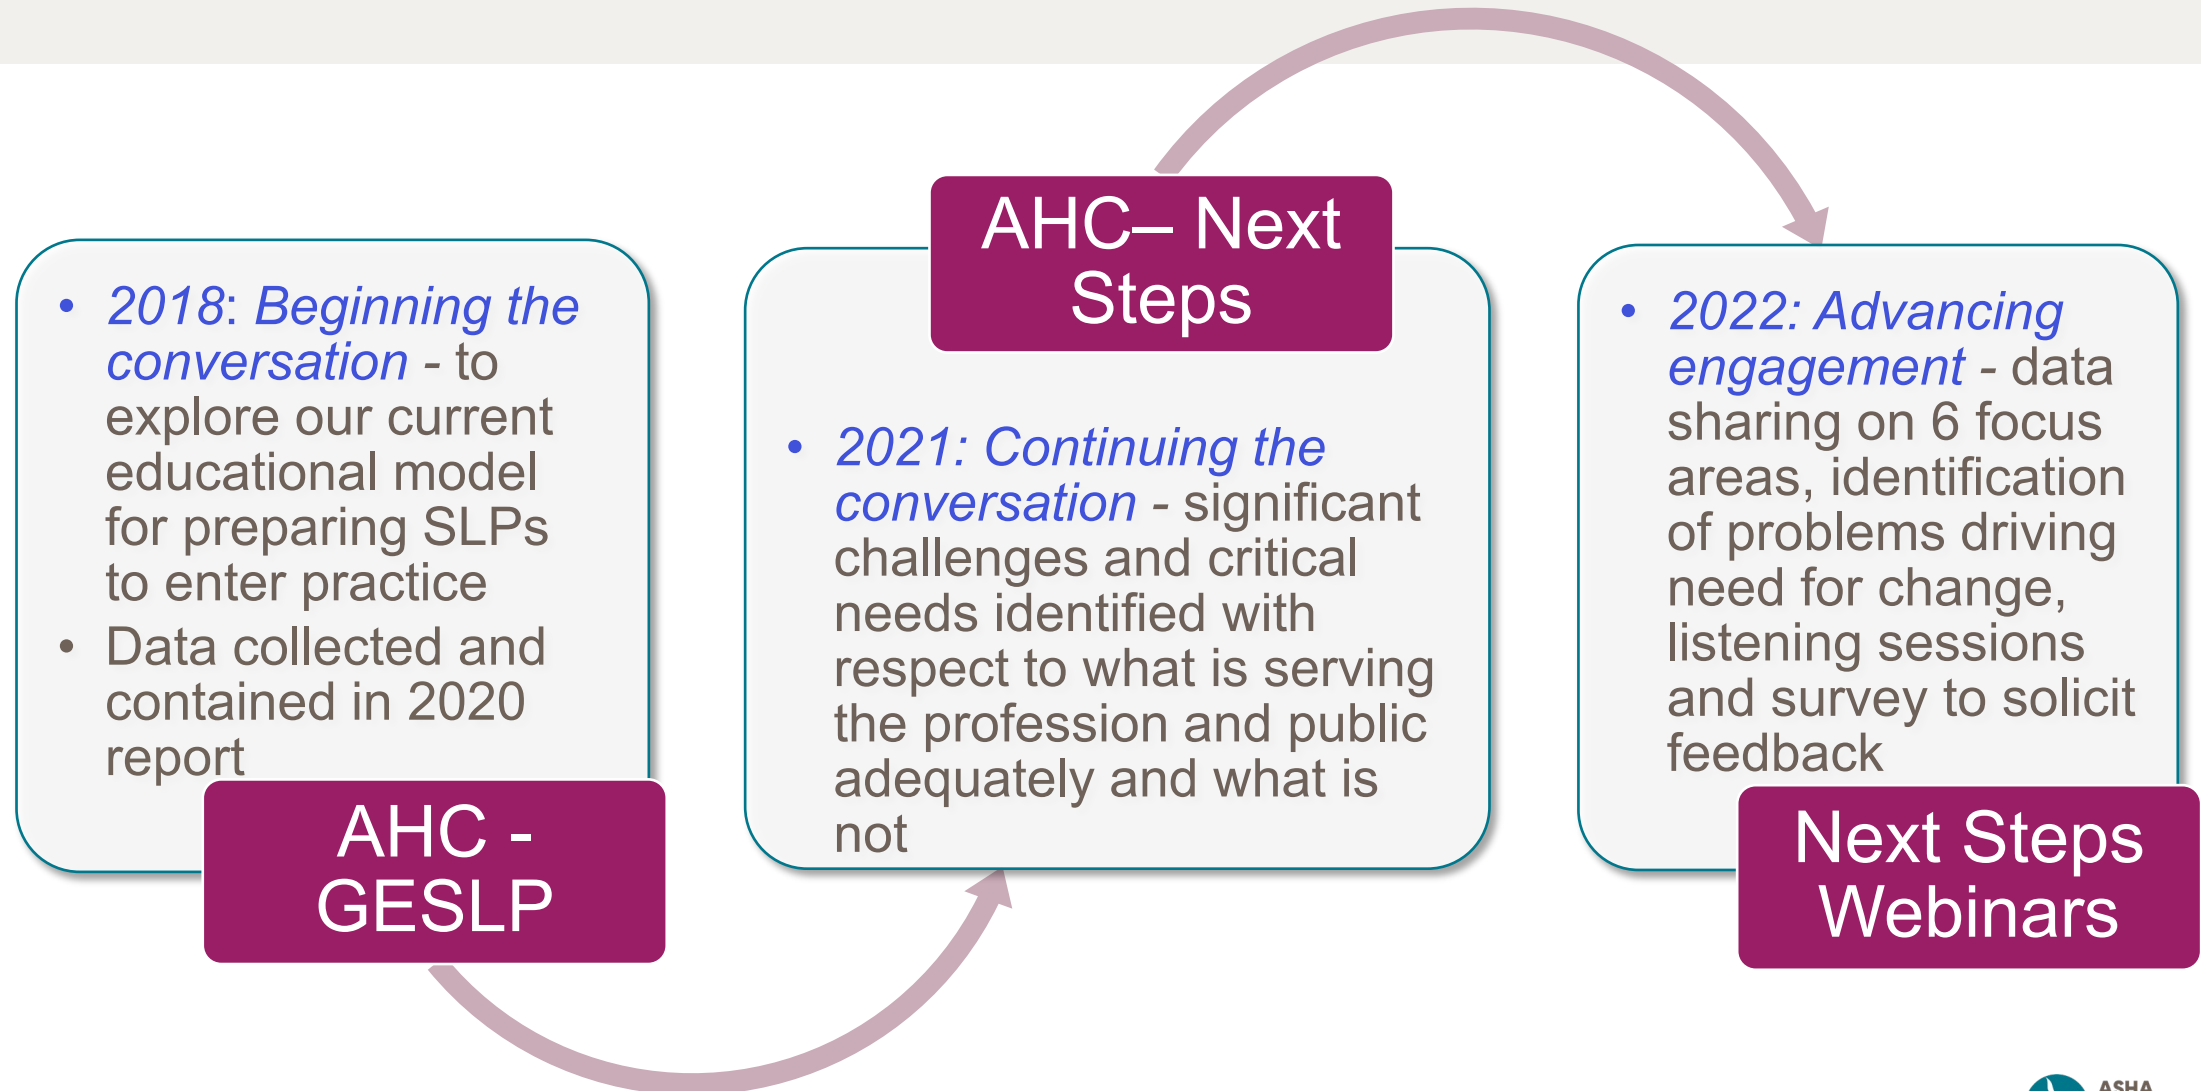 • 2018: Beginning the
conversation - to
explore our current
educational model
for preparing SLPs
to enter practice
• Data collected and
contained in 2020
report
AHC -
GESLP
AHC– Next
Steps
• 2021: Continuing the
conversation - significant
challenges and critical
needs identified with
respect to what is serving
the profession and public
adequately and what is
not
• 2022: Advancing
engagement - data
sharing on 6 focus
areas, identification
of problems driving
need for change,
listening sessions
and survey to solicit
feedback
Next Steps
Webinars
ASHA